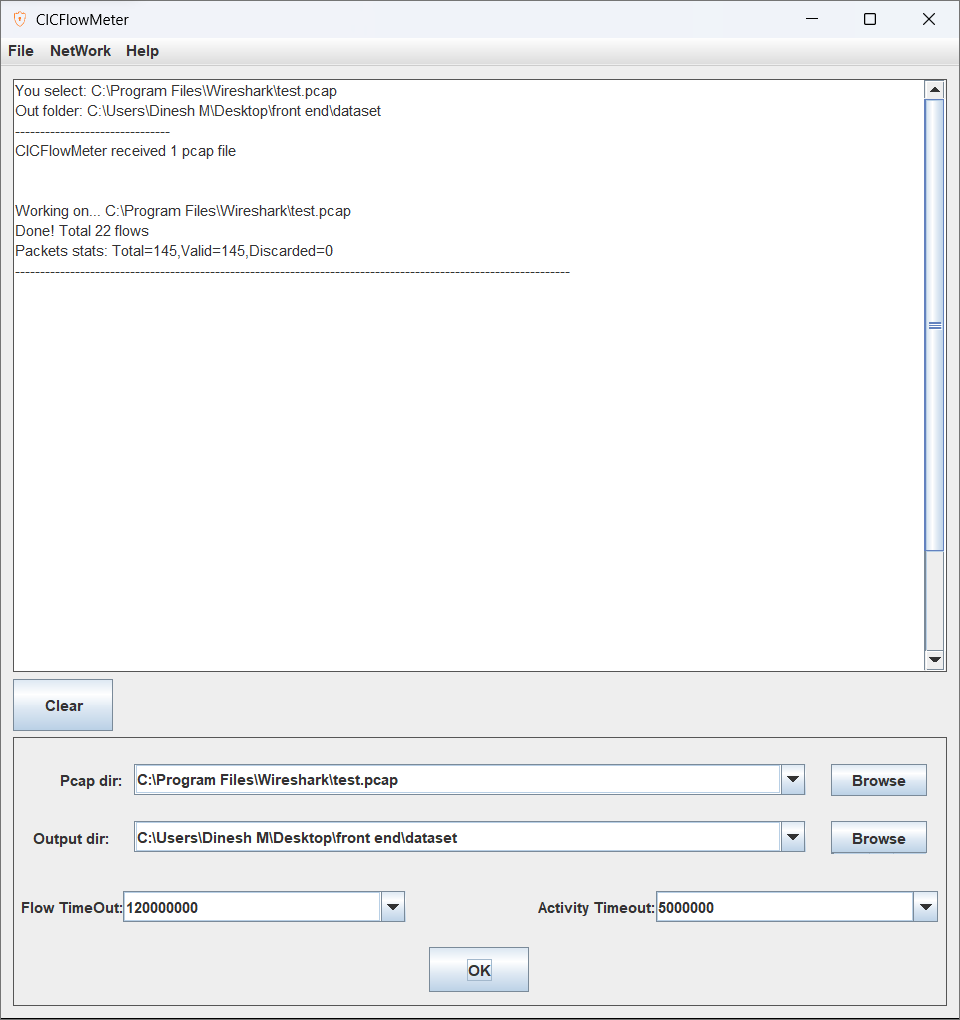 CICFlowMeter
File NetWork Help
You select: C:\Program Files\Wireshark\test.pcap
Out folder: C:\Users\Dinesh M\Desktop\front end\dataset
-------------------------------
CICFlowMeter received 1 pcap file
Working on... C:\Program Files\Wireshark\test.pcap
Done! Total 22 flows
Packets stats: Total=145,Valid=145,Discarded=0
---------------------------------------------------------------------------------------------------------------
Clear
Pcap dir: C:\Program Files\Wireshark\test.pcap Browse
Output dir: C:\Users\Dinesh M\Desktop\front end\dataset Browse
Flow TimeOut: 120000000 Activity Timeout: 5000000
OK